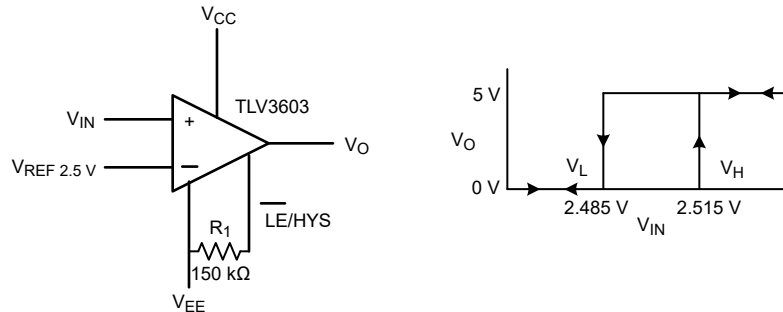 VCC
TLV3603
VIN
+
VREF 2.5 V
−
VO
LE/HYS
R1
150 kΩ
VEE
5 V
VO
0 V
VL
VH
2.485 V
2.515 V
VIN